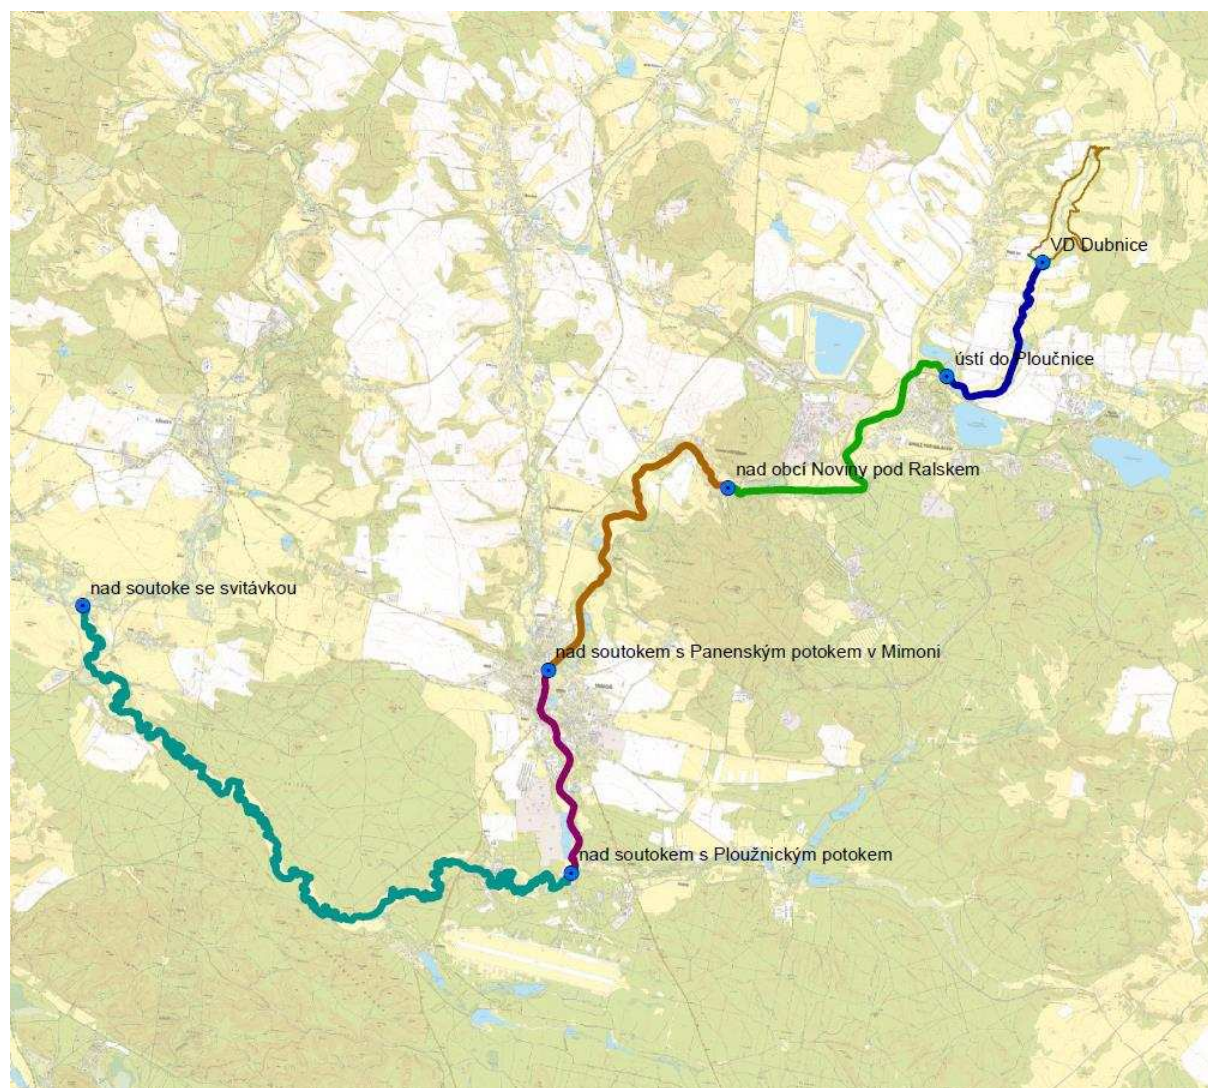 VD Dubnice
ústí do Ploučnice
nad obcí Noviny pod Ralskem
nad soutoke se svitávkou
nad soutokem s Panenským potokem v Mimoni
nad soutokem s Ploužnickým potokem